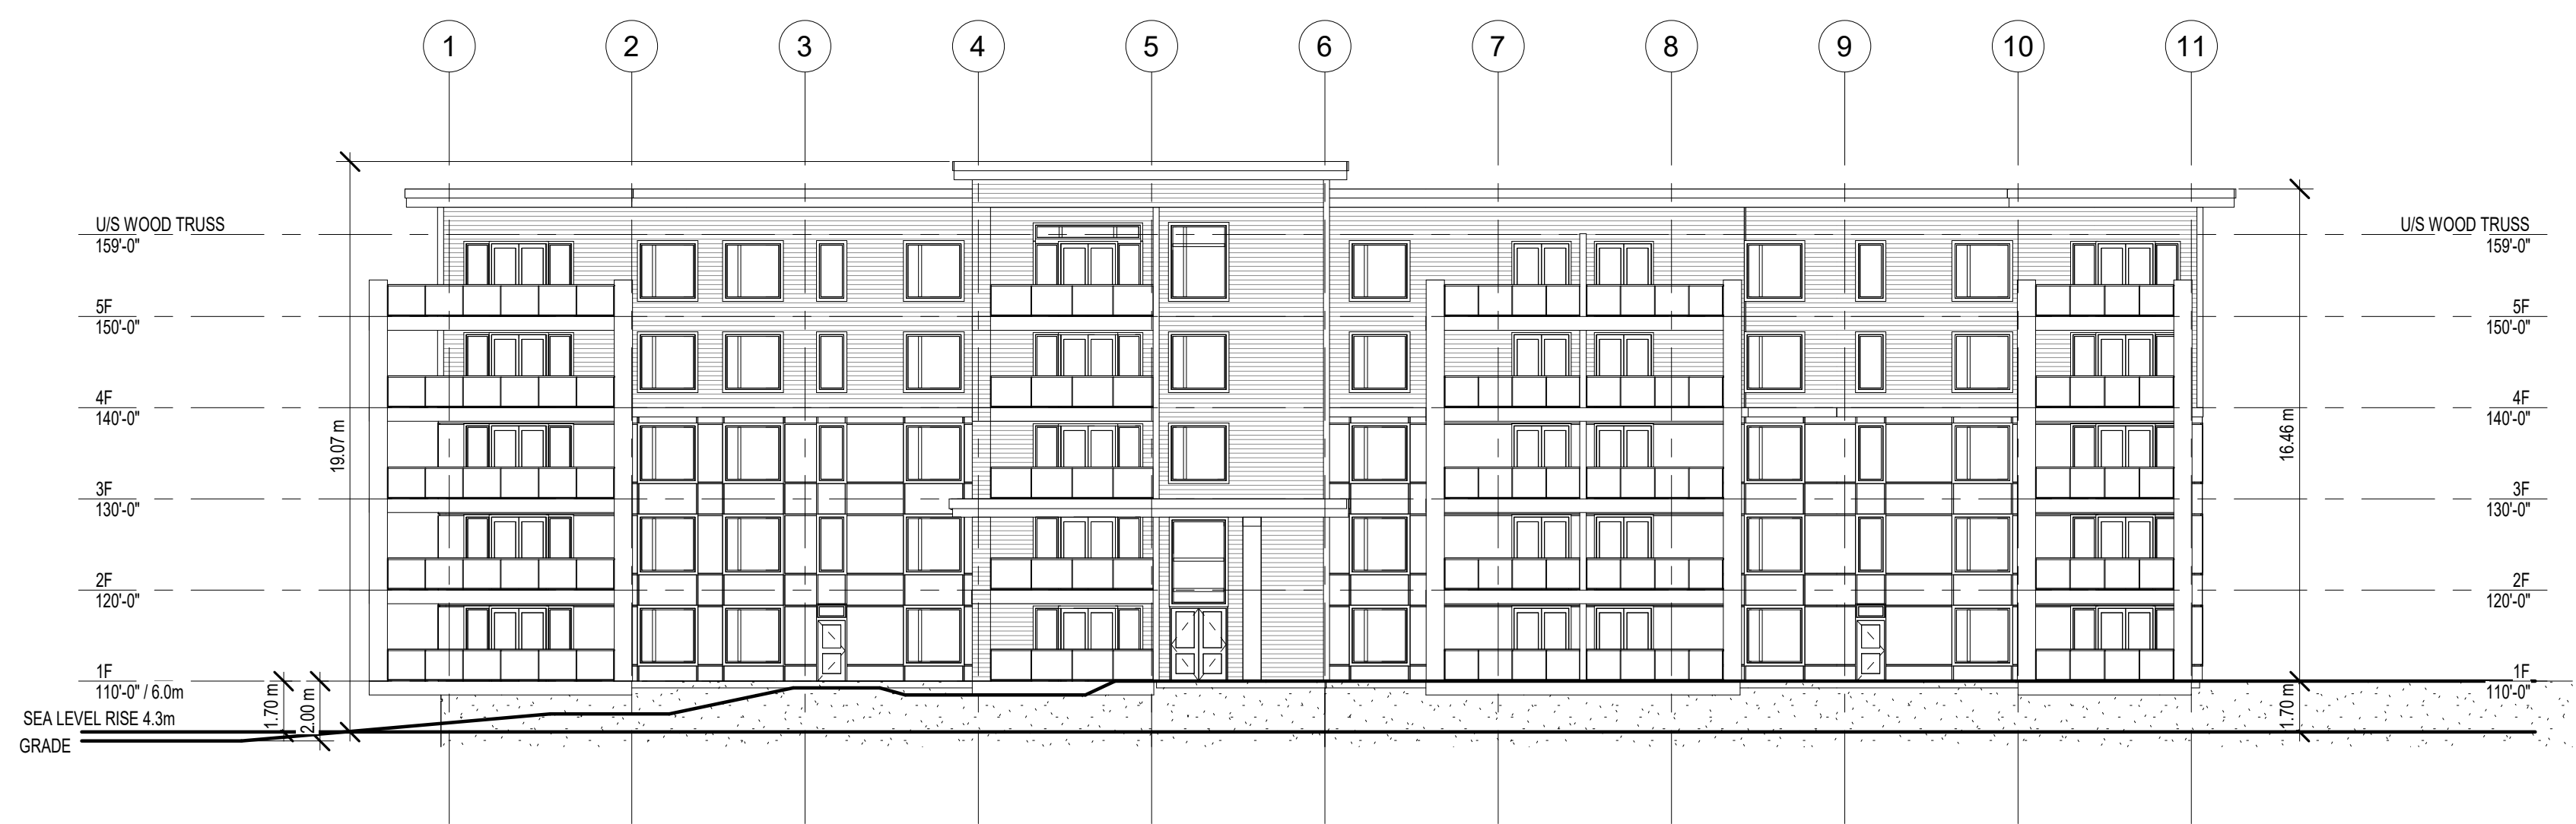 1 2 3 4 5 6 7 8 9 10 11
U/S WOOD TRUSS
159'-0"
U/S WOOD TRUSS
159'-0"
5F
150'-0"
5F
150'-0"
4F
140'-0"
4F
140'-0"
19.07 m
16.46 m
3F
130'-0"
3F
130'-0"
2F
120'-0"
2F
120'-0"
1F
110'-0" / 6.0m
1F
110'-0"
1.70 m
2.00 m
1.70 m
SEA LEVEL RISE 4.3m
GRADE